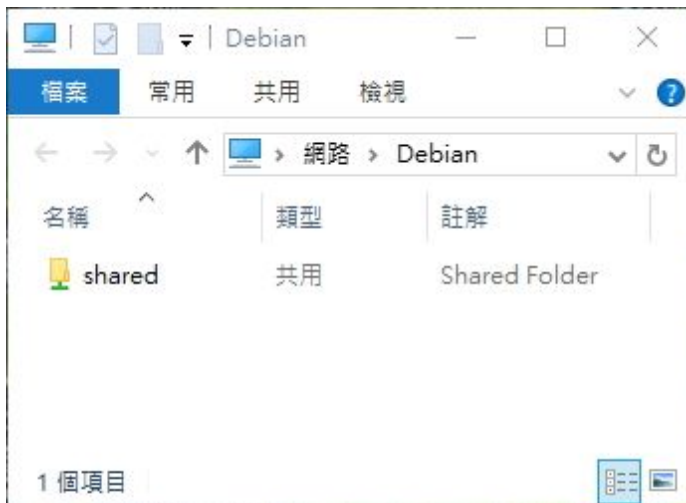 Debian
檔案 常用 共用 檢視
網路 > Debian
名稱 類型 註解
shared 共用 Shared Folder
1 個項目